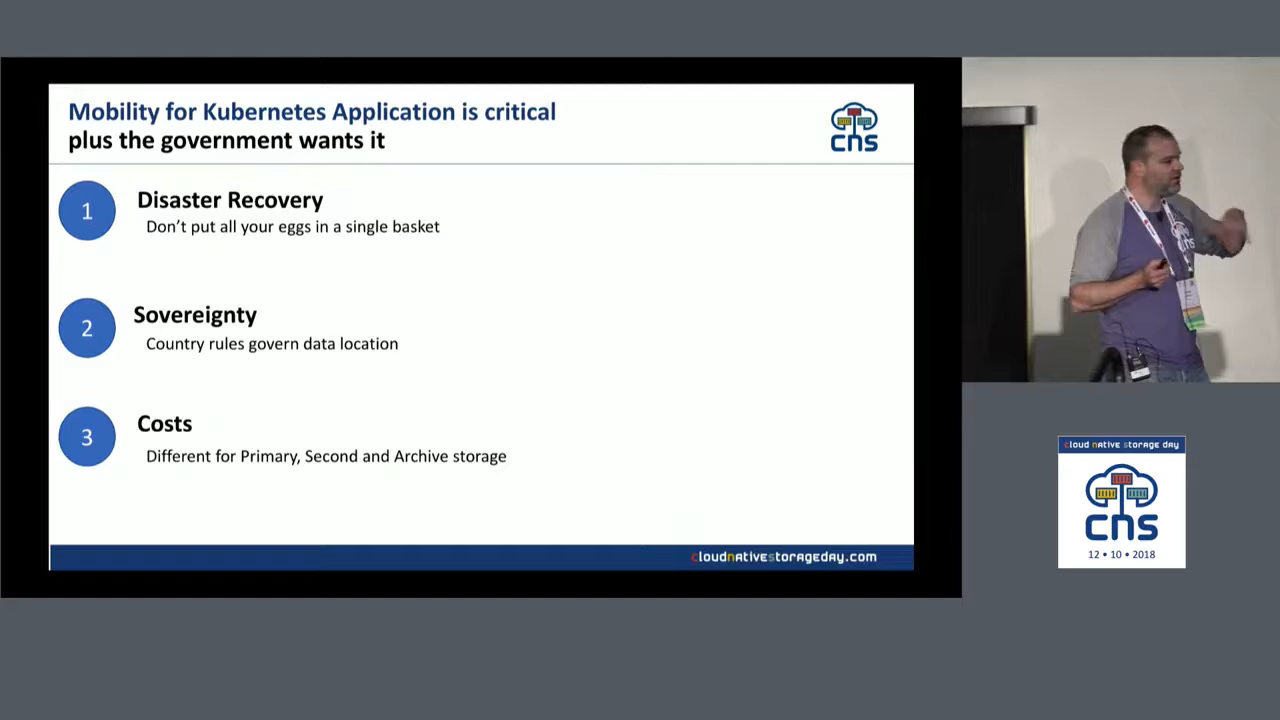 Mobility for Kubernetes Application is critical
plus the government wants it
cns
1
Disaster Recovery
Don't put all your eggs in a single basket
2
Sovereignty
Country rules govern data location
3
Costs
Different for Primary, Second and Archive storage
cloudnativestorageday.com
cns
cloud native storage day
cns
12 • 10 • 2018